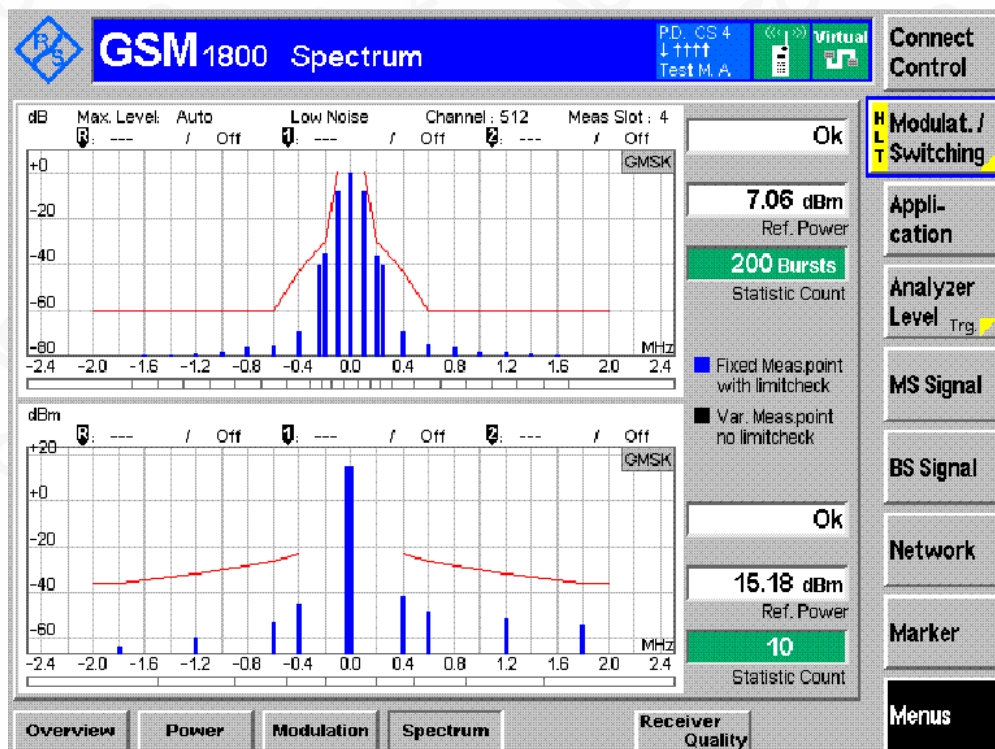 R S
GSM 1800 Spectrum
P.D. CS 4
↓ ↑↑↑↑
Test M. A
Virtual
Connect Control
dB Max. Level: Auto Low Noise Channel : 512 Meas Slot : 4
R: --- / Off 1: --- / Off 2: --- / Off
GMSK
+0
-20
-40
-60
-80
MHz
-2.4 -2.0 -1.6 -1.2 -0.8 -0.4 0.0 0.4 0.8 1.2 1.6 2.0 2.4
Ok
7.06 dBm
Ref. Power
200 Bursts
Statistic Count
Fixed Meas.point
with limitcheck
Var. Meas.point
no limitcheck
dBm
R: --- / Off 1: --- / Off 2: --- / Off
GMSK
+20
+0
-20
-40
-60
MHz
-2.4 -2.0 -1.6 -1.2 -0.8 -0.4 0.0 0.4 0.8 1.2 1.6 2.0 2.4
Ok
15.18 dBm
Ref. Power
10
Statistic Count
HLT
Modulat. /
Switching
Appli-
cation
Analyzer
Level Trg.
MS Signal
BS Signal
Network
Marker
Menus
Overview
Power
Modulation
Spectrum
Receiver
Quality